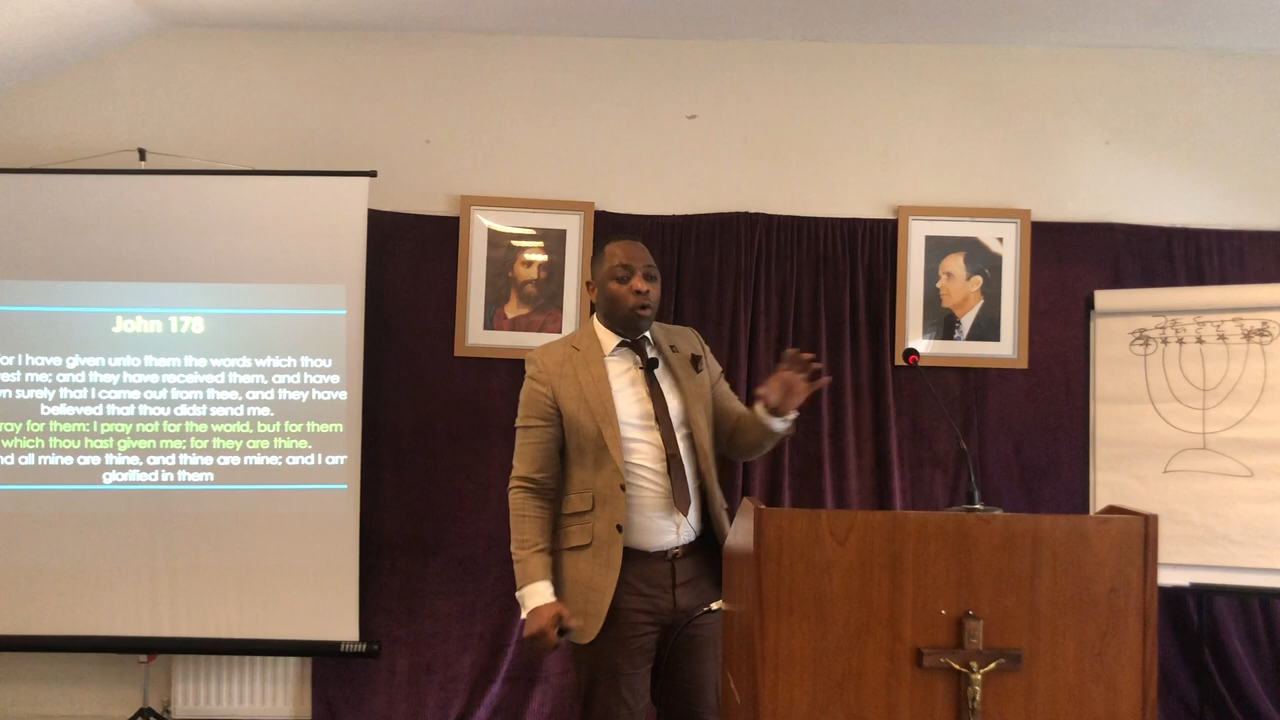 John 178
or I have given unto them the words which thou
est me; and they have received them, and have
n surely that I came out from thee, and they have
believed that thou didst send me.
ray for them: I pray not for the world, but for them
which thou hast given me; for they are thine.
nd all mine are thine, and thine are mine; and I am
glorified in them